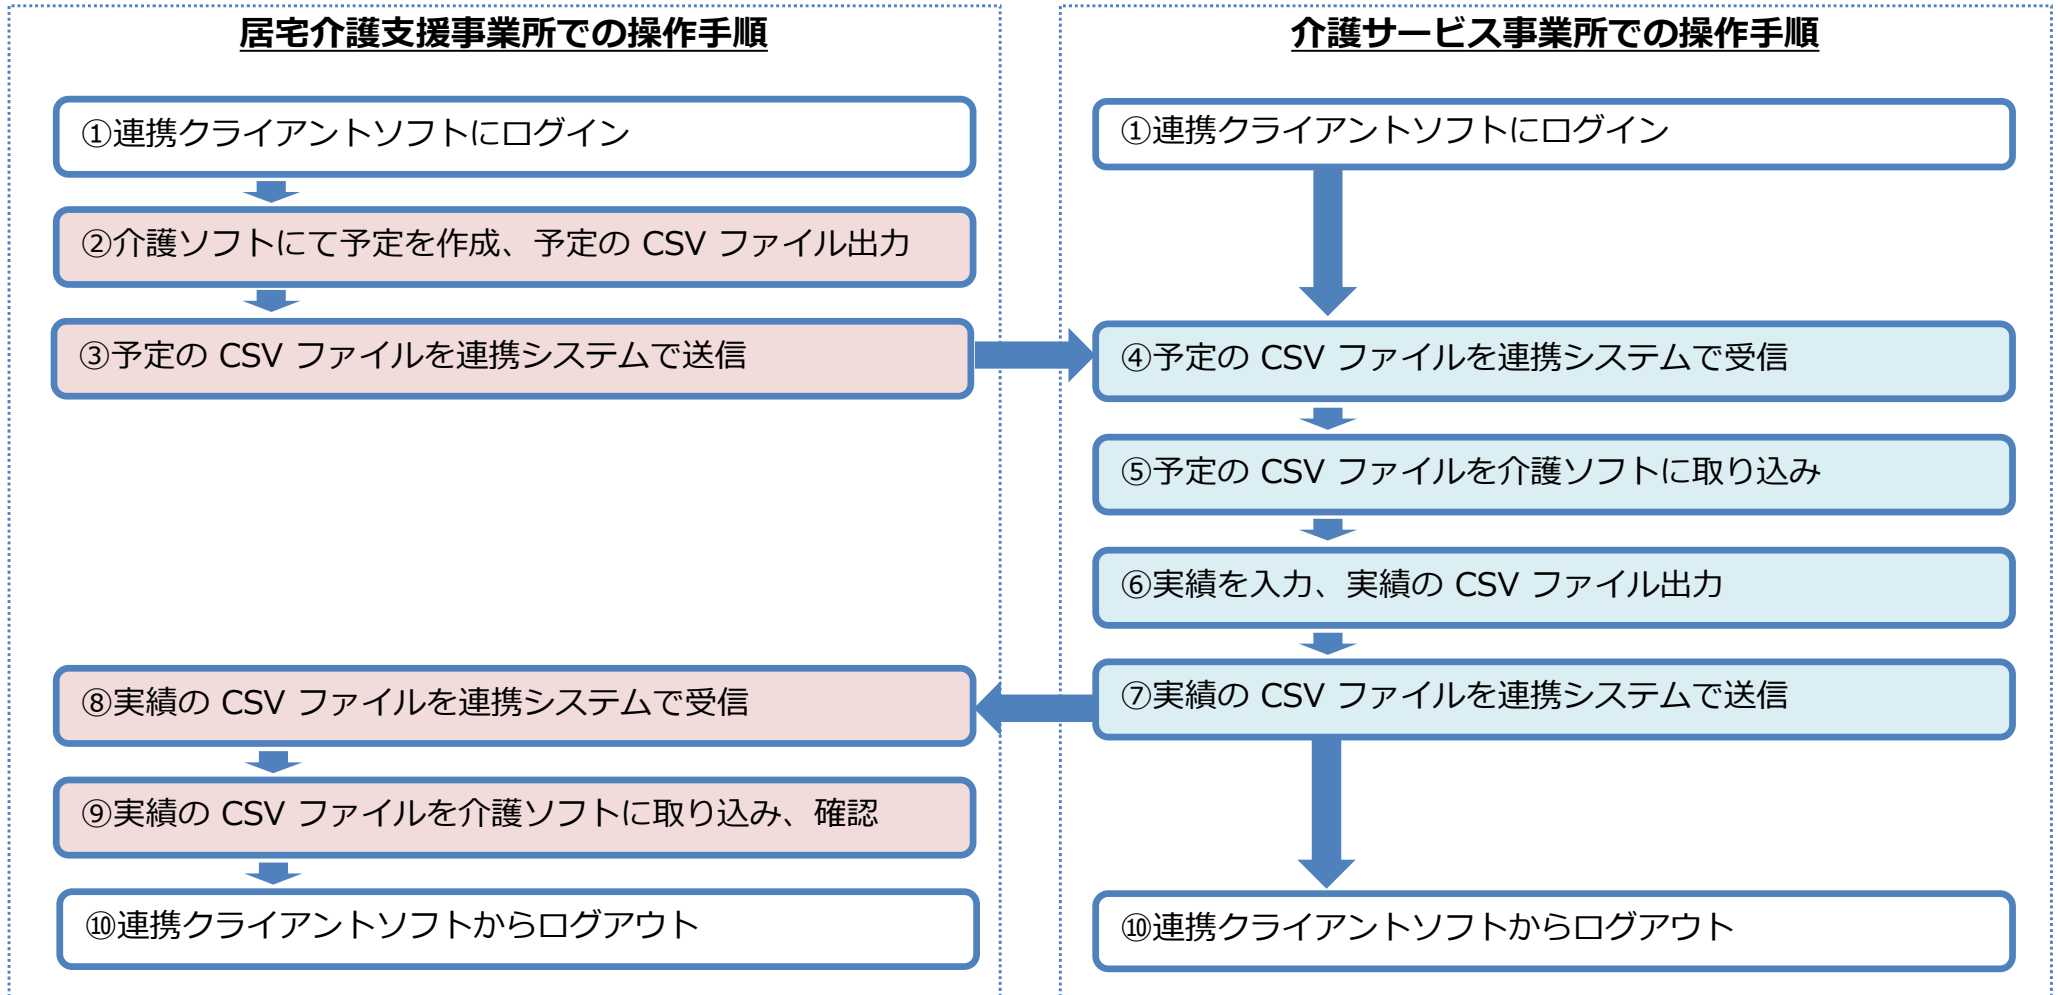 居宅介護支援事業所での操作手順
①連携クライアントソフトにログイン
②介護ソフトにて予定を作成、予定の CSV ファイル出力
③予定の CSV ファイルを連携システムで送信
⑧実績の CSV ファイルを連携システムで受信
⑨実績の CSV ファイルを介護ソフトに取り込み、確認
⑩連携クライアントソフトからログアウト
介護サービス事業所での操作手順
①連携クライアントソフトにログイン
④予定の CSV ファイルを連携システムで受信
⑤予定の CSV ファイルを介護ソフトに取り込み
⑥実績を入力、実績の CSV ファイル出力
⑦実績の CSV ファイルを連携システムで送信
⑩連携クライアントソフトからログアウト